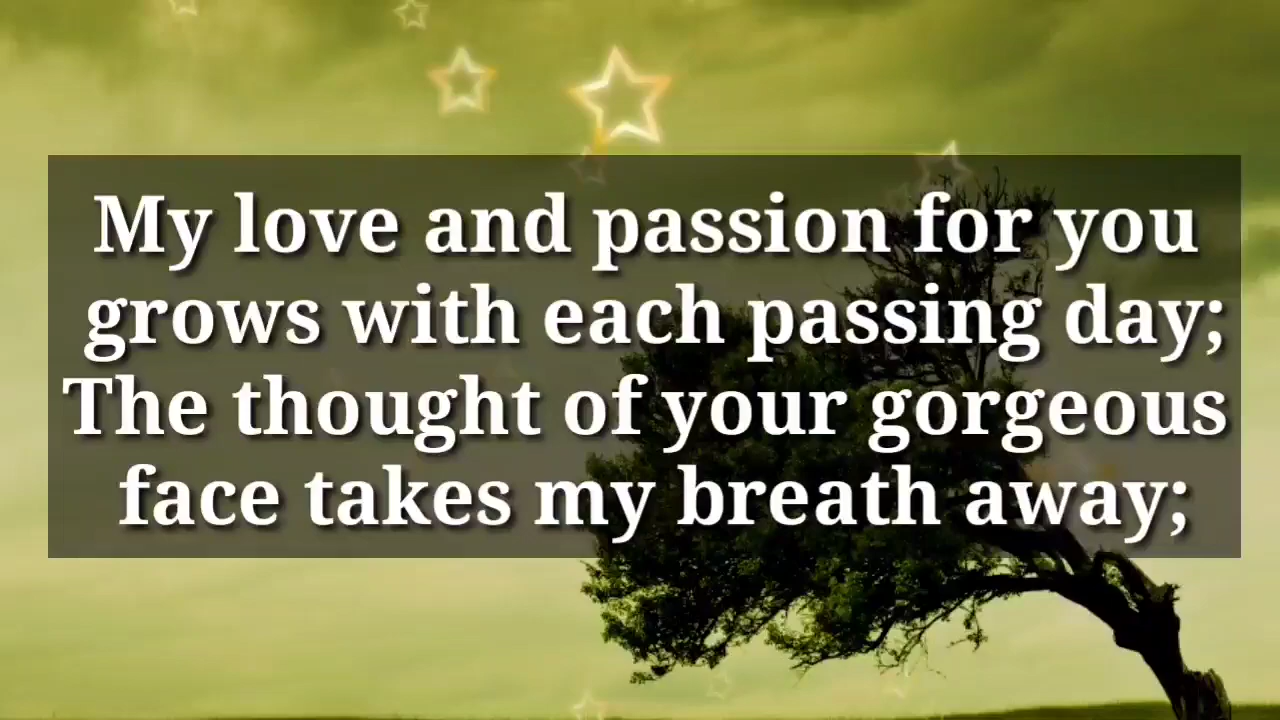 My love and passion for you
grows with each passing day;
The thought of your gorgeous
face takes my breath away;